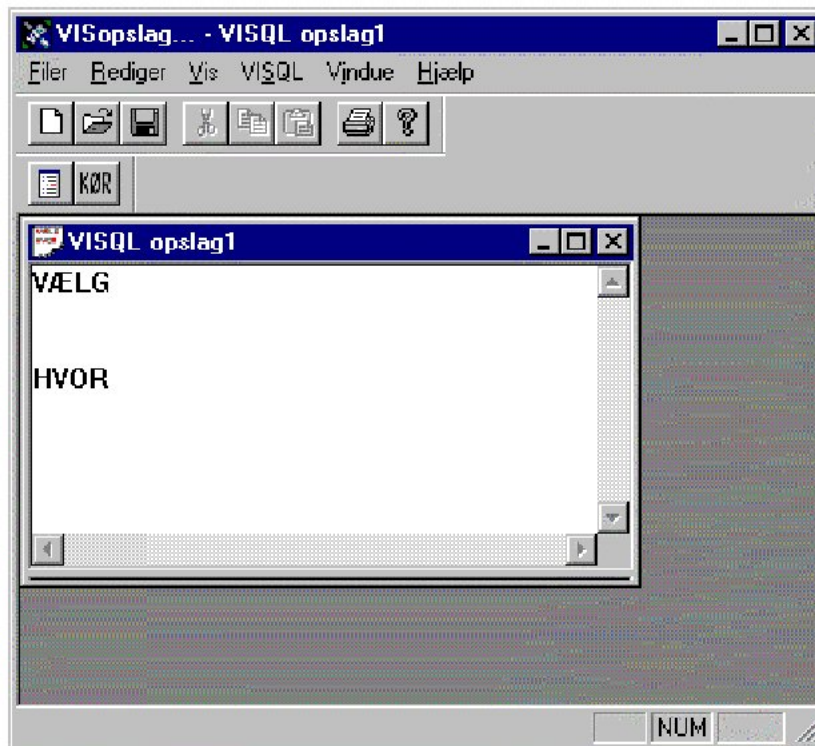 VISopslag... - VISQL opslag1
Filer Rediger Vis VISQL Vindue Hjælp
KØR
VISQL opslag1
VÆLG
HVOR
NUM